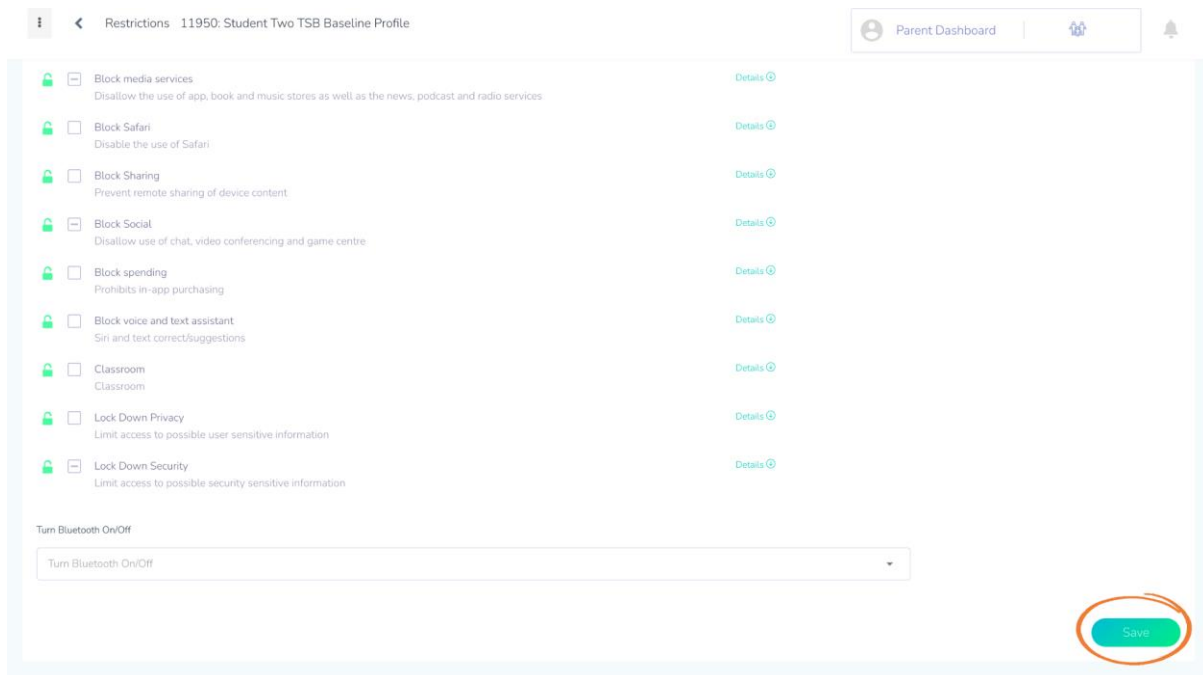 Restrictions 11950: Student Two TSB Baseline Profile
Parent Dashboard
Block media services Details
Disallow the use of app, book and music stores as well as the news, podcast and radio services
Block Safari Details
Disable the use of Safari
Block Sharing Details
Prevent remote sharing of device content
Block Social Details
Disallow use of chat, video conferencing and game centre
Block spending Details
Prohibits in-app purchasing
Block voice and text assistant Details
Siri and text correct/suggestions
Classroom Details
Classroom
Lock Down Privacy Details
Limit access to possible user sensitive information
Lock Down Security Details
Limit access to possible security sensitive information
Turn Bluetooth On/Off
Turn Bluetooth On/Off
Save